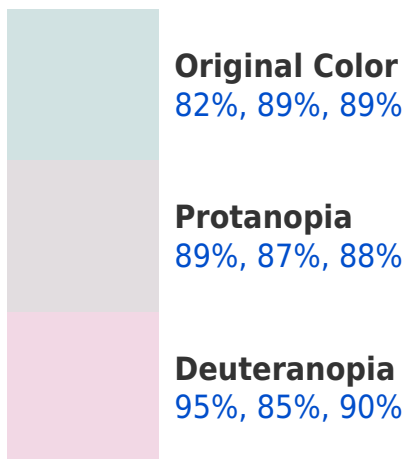 Original Color
82%, 89%, 89%
Protanopia
89%, 87%, 88%
Deuteranopia
95%, 85%, 90%